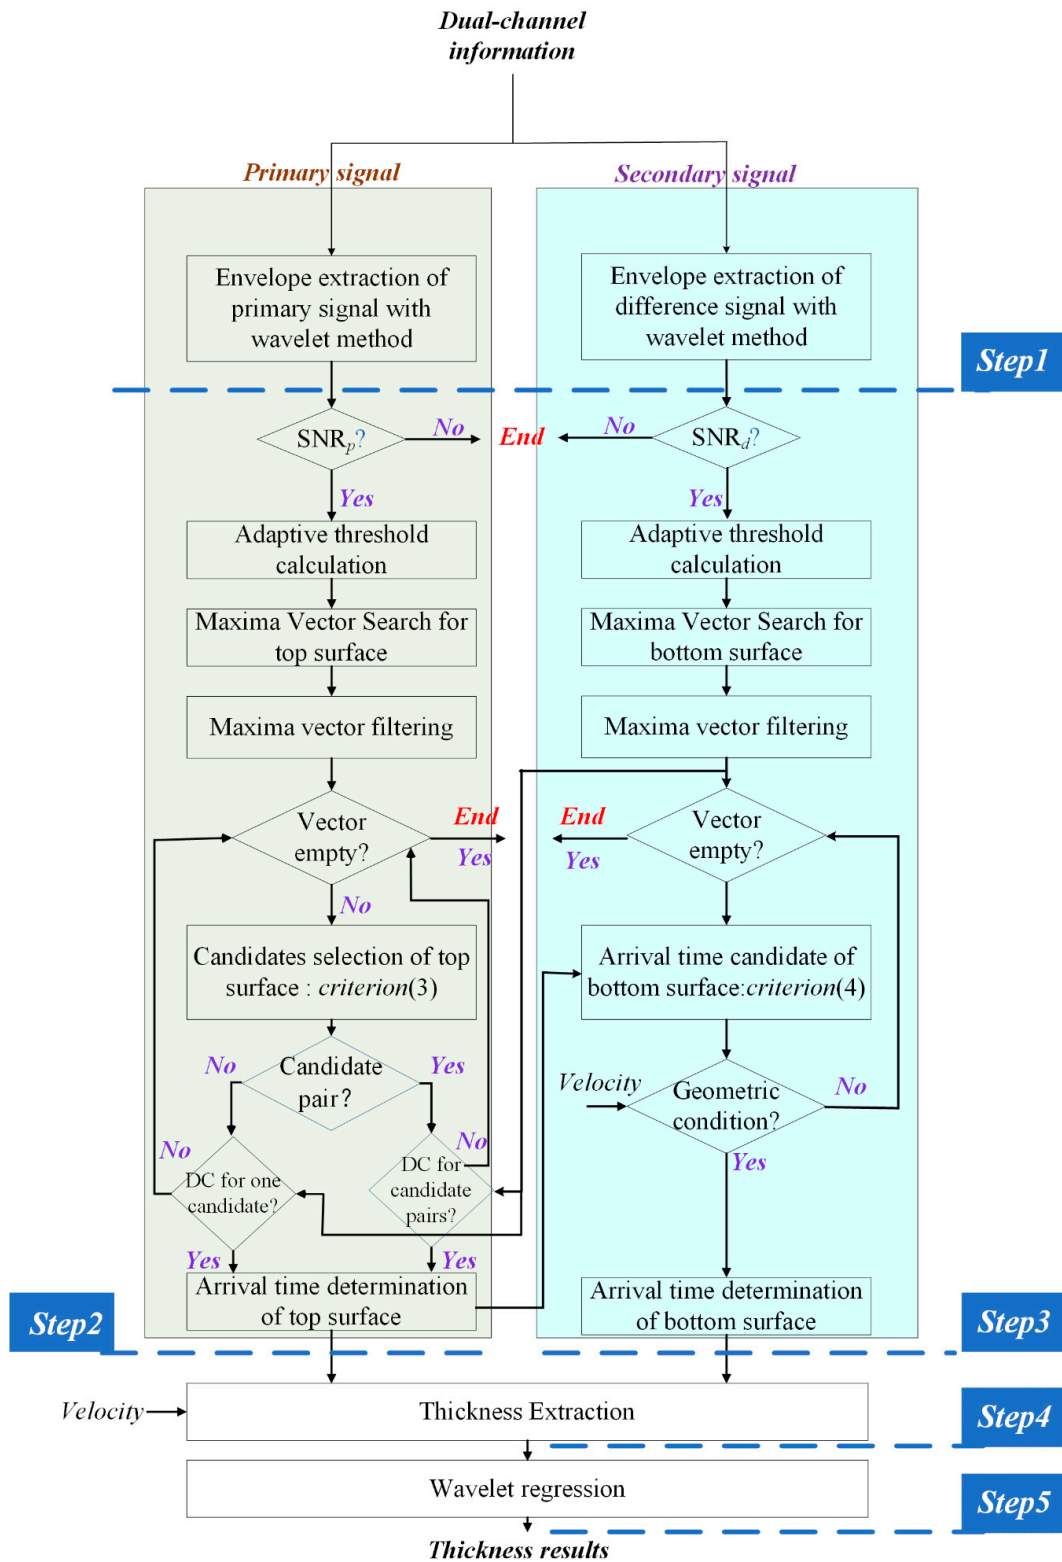 Dual-channel
information
Primary signal
Secondary signal
Envelope extraction of
primary signal with
wavelet method
Envelope extraction of
difference signal with
wavelet method
Step1
SNRp?
No
End
No
SNRd?
Yes
Yes
Adaptive threshold
calculation
Adaptive threshold
calculation
Maxima Vector Search for
top surface
Maxima Vector Search for
bottom surface
Maxima vector filtering
Maxima vector filtering
Vector
empty?
End
Yes
End
Yes
Vector
empty?
No
Candidates selection of top
surface : criterion(3)
Arrival time candidate of
bottom surface:criterion(4)
No
Candidate
pair?
Yes
Velocity
Geometric
condition?
No
No
DC for one
candidate?
No
DC for
candidate
pairs?
Yes
Yes
Yes
Arrival time determination
of top surface
Arrival time determination
of bottom surface
Step2
Step3
Velocity
Thickness Extraction
Step4
Wavelet regression
Step5
Thickness results